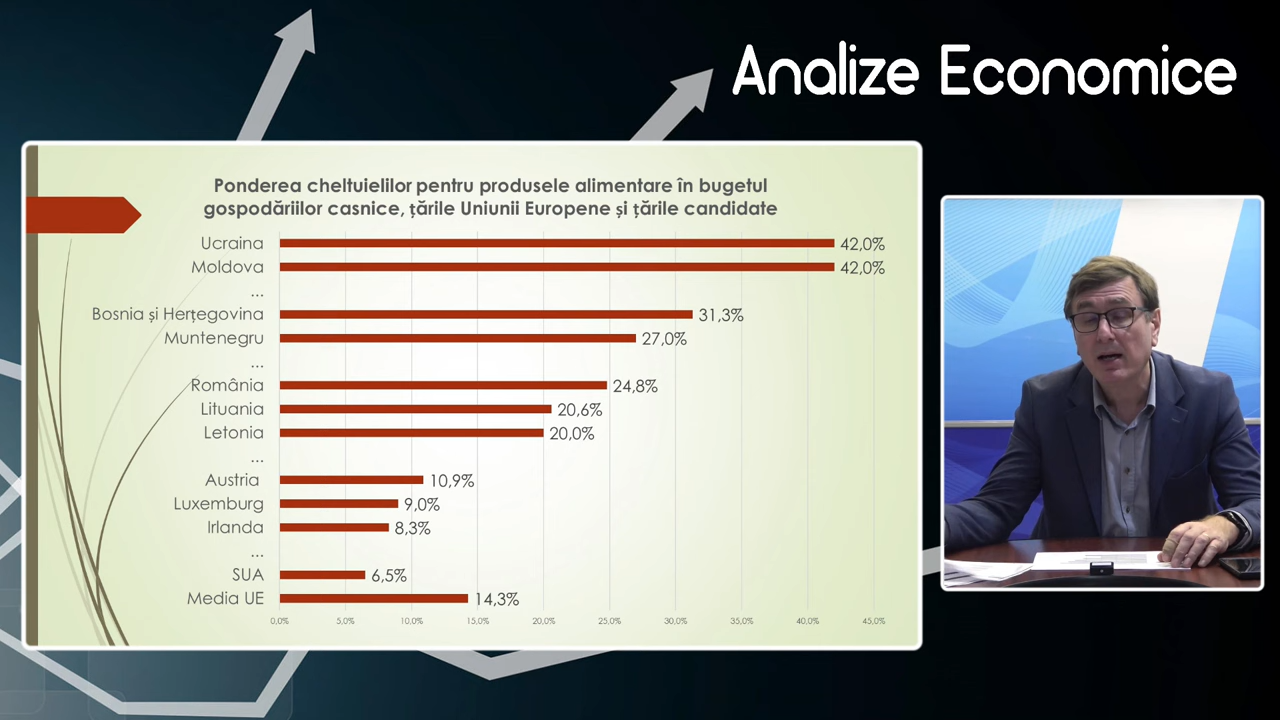 Analize Economice
Ponderea cheltuielilor pentru produsele alimentare în bugetul
gospodăriilor casnice, țările Uniunii Europene și țările candidate
Ucraina 42,0%
Moldova 42,0%
...
Bosnia și Herțegovina 31,3%
Muntenegru 27,0%
...
România 24,8%
Lituania 20,6%
Letonia 20,0%
...
Austria 10,9%
Luxemburg 9,0%
Irlanda 8,3%
...
SUA 6,5%
Media UE 14,3%
0,0% 5,0% 10,0% 15,0% 20,0% 25,0% 30,0% 35,0% 40,0% 45,0%